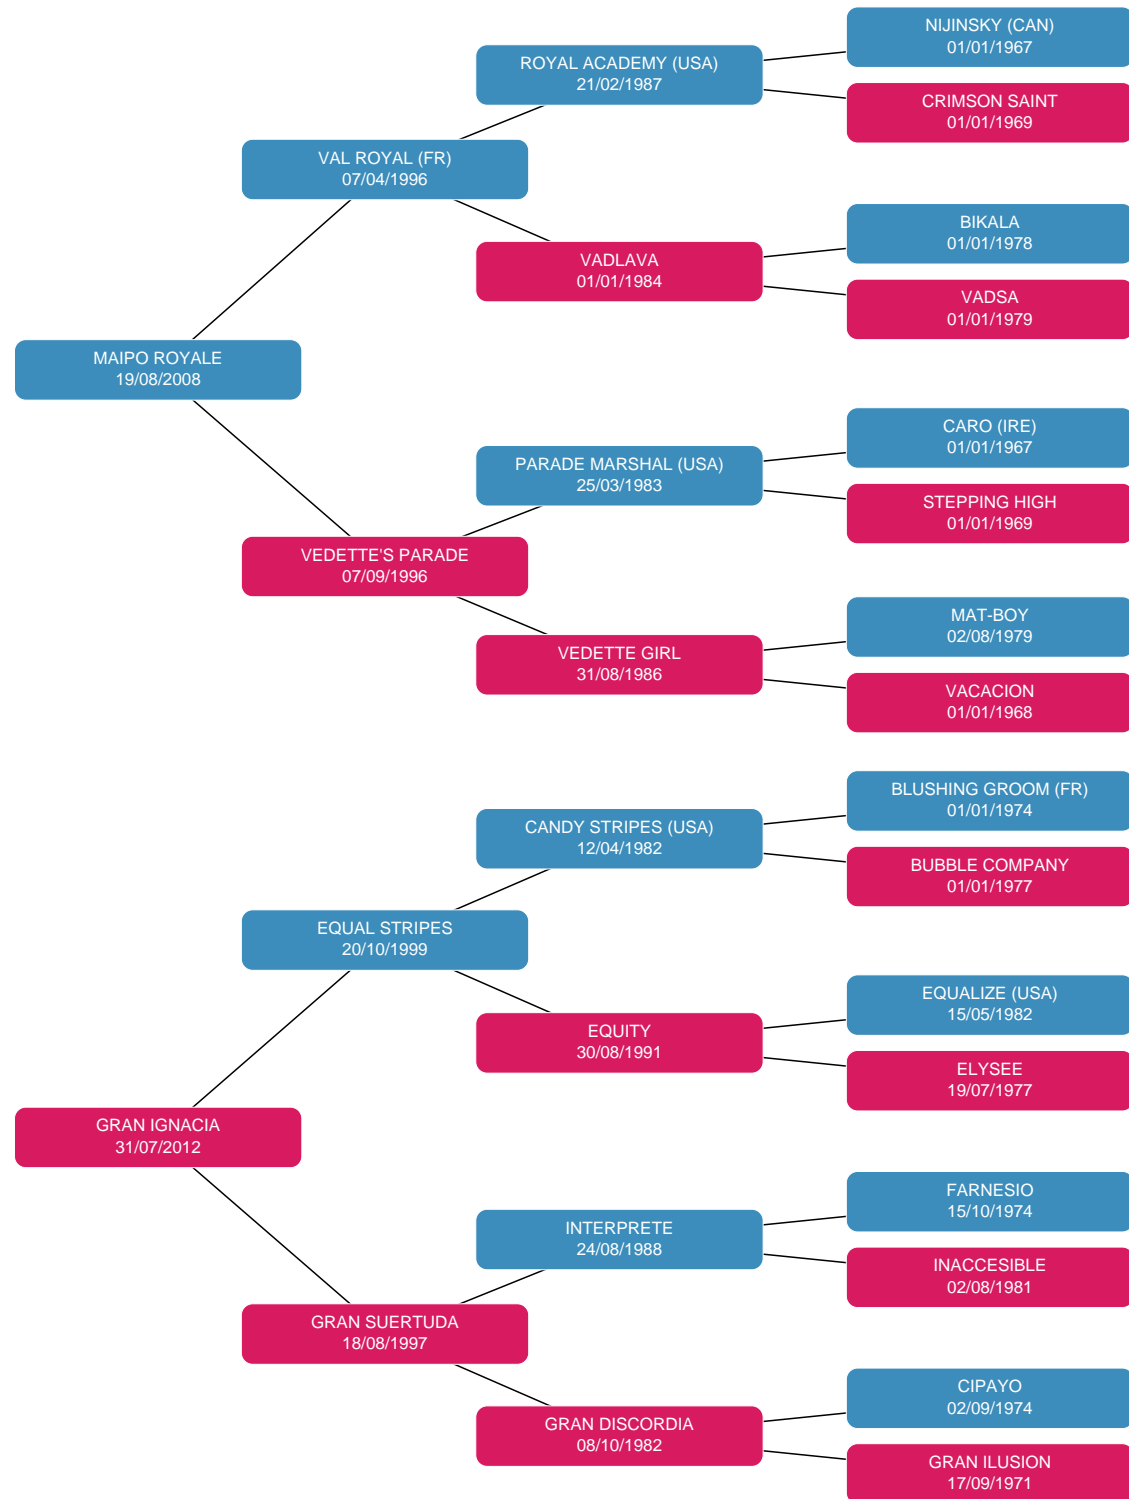 NIJINSKY (CAN)
01/01/1967
ROYAL ACADEMY (USA)
21/02/1987
CRIMSON SAINT
01/01/1969
VAL ROYAL (FR)
07/04/1996
BIKALA
01/01/1978
VADLAVA
01/01/1984
VADSA
01/01/1979
MAIPO ROYALE
19/08/2008
CARO (IRE)
01/01/1967
PARADE MARSHAL (USA)
25/03/1983
STEPPING HIGH
01/01/1969
VEDETTE'S PARADE
07/09/1996
MAT-BOY
02/08/1979
VEDETTE GIRL
31/08/1986
VACACION
01/01/1968
BLUSHING GROOM (FR)
01/01/1974
CANDY STRIPES (USA)
12/04/1982
BUBBLE COMPANY
01/01/1977
EQUAL STRIPES
20/10/1999
EQUALIZE (USA)
15/05/1982
EQUITY
30/08/1991
ELYSEE
19/07/1977
GRAN IGNACIA
31/07/2012
FARNESIO
15/10/1974
INTERPRETE
24/08/1988
INACCESIBLE
02/08/1981
GRAN SUERTUDA
18/08/1997
CIPAYO
02/09/1974
GRAN DISCORDIA
08/10/1982
GRAN ILUSION
17/09/1971